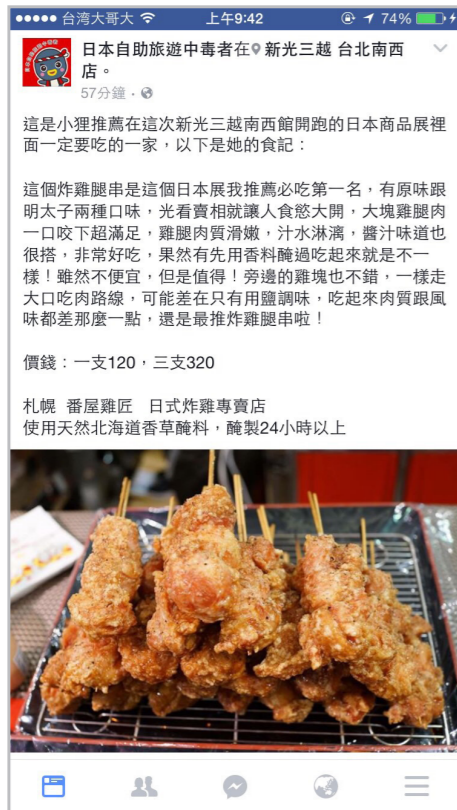 台湾大哥大 上午9:42 74%
日本自助旅遊中毒者在新光三越 台北南西
店。
57分鐘
這是小狸推薦在這次新光三越南西館開跑的日本商品展裡
面一定要吃的一家，以下是她的食記：
這個炸雞腿串是這個日本展我推薦必吃第一名，有原味跟
明太子兩種口味，光看賣相就讓人食慾大開，大塊雞腿肉
一口咬下超滿足，雞腿肉質滑嫩，汁水淋漓，醬汁味道也
很搭，非常好吃，果然有先用香料醃過吃起來就是不一
樣！雖然不便宜，但是值得！旁邊的雞塊也不錯，一樣走
大口吃肉路線，可能差在只有用鹽調味，吃起來肉質跟風
味都差那麼一點，還是最推炸雞腿串啦！
價錢：一支120，三支320
札幌 番屋雞匠 日式炸雞專賣店
使用天然北海道香草醃料，醃製24小時以上